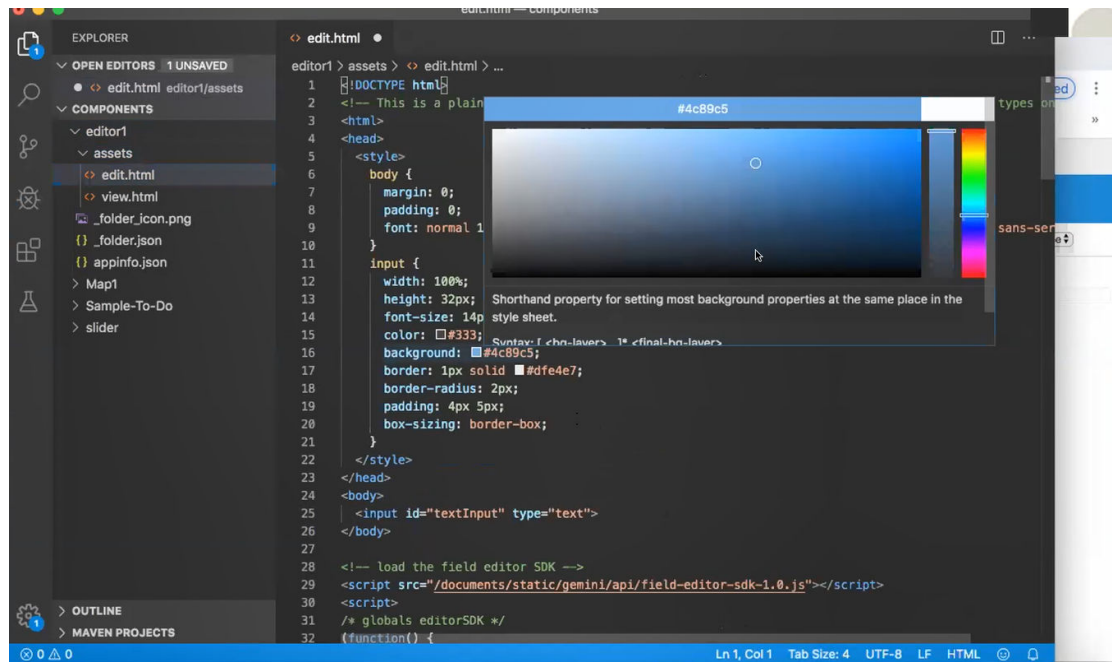 edit.html — components
EXPLORER
OPEN EDITORS 1 UNSAVED
edit.html editor1/assets
COMPONENTS
editor1
assets
edit.html
view.html
_folder_icon.png
{} _folder.json
{} appinfo.json
Map1
Sample-To-Do
slider
OUTLINE
MAVEN PROJECTS
edit.html
editor1 > assets > edit.html > ...
1 <!DOCTYPE html>
2 <!-- This is a plain types on
3 <html>
4 <head>
5 <style>
6 body {
7 margin: 0;
8 padding: 0;
9 font: normal 1 sans-ser
10 }
11 input {
12 width: 100%;
13 height: 32px;
14 font-size: 14p
15 color: #333;
16 background: #4c89c5;
17 border: 1px solid #dfe4e7;
18 border-radius: 2px;
19 padding: 4px 5px;
20 box-sizing: border-box;
21 }
22 </style>
23 </head>
24 <body>
25 <input id="textInput" type="text">
26 </body>
27
28 <!-- load the field editor SDK -->
29 <script src="/documents/static/gemini/api/field-editor-sdk-1.0.js"></script>
30 <script>
31 /* globals editorSDK */
32 (function() {
#4c89c5
Shorthand property for setting most background properties at the same place in the
style sheet.
Syntax: [ <bg-layer> , ]* <final-bg-layer>
ed
»
e
1
1
0 0
Ln 1, Col 1 Tab Size: 4 UTF-8 LF HTML